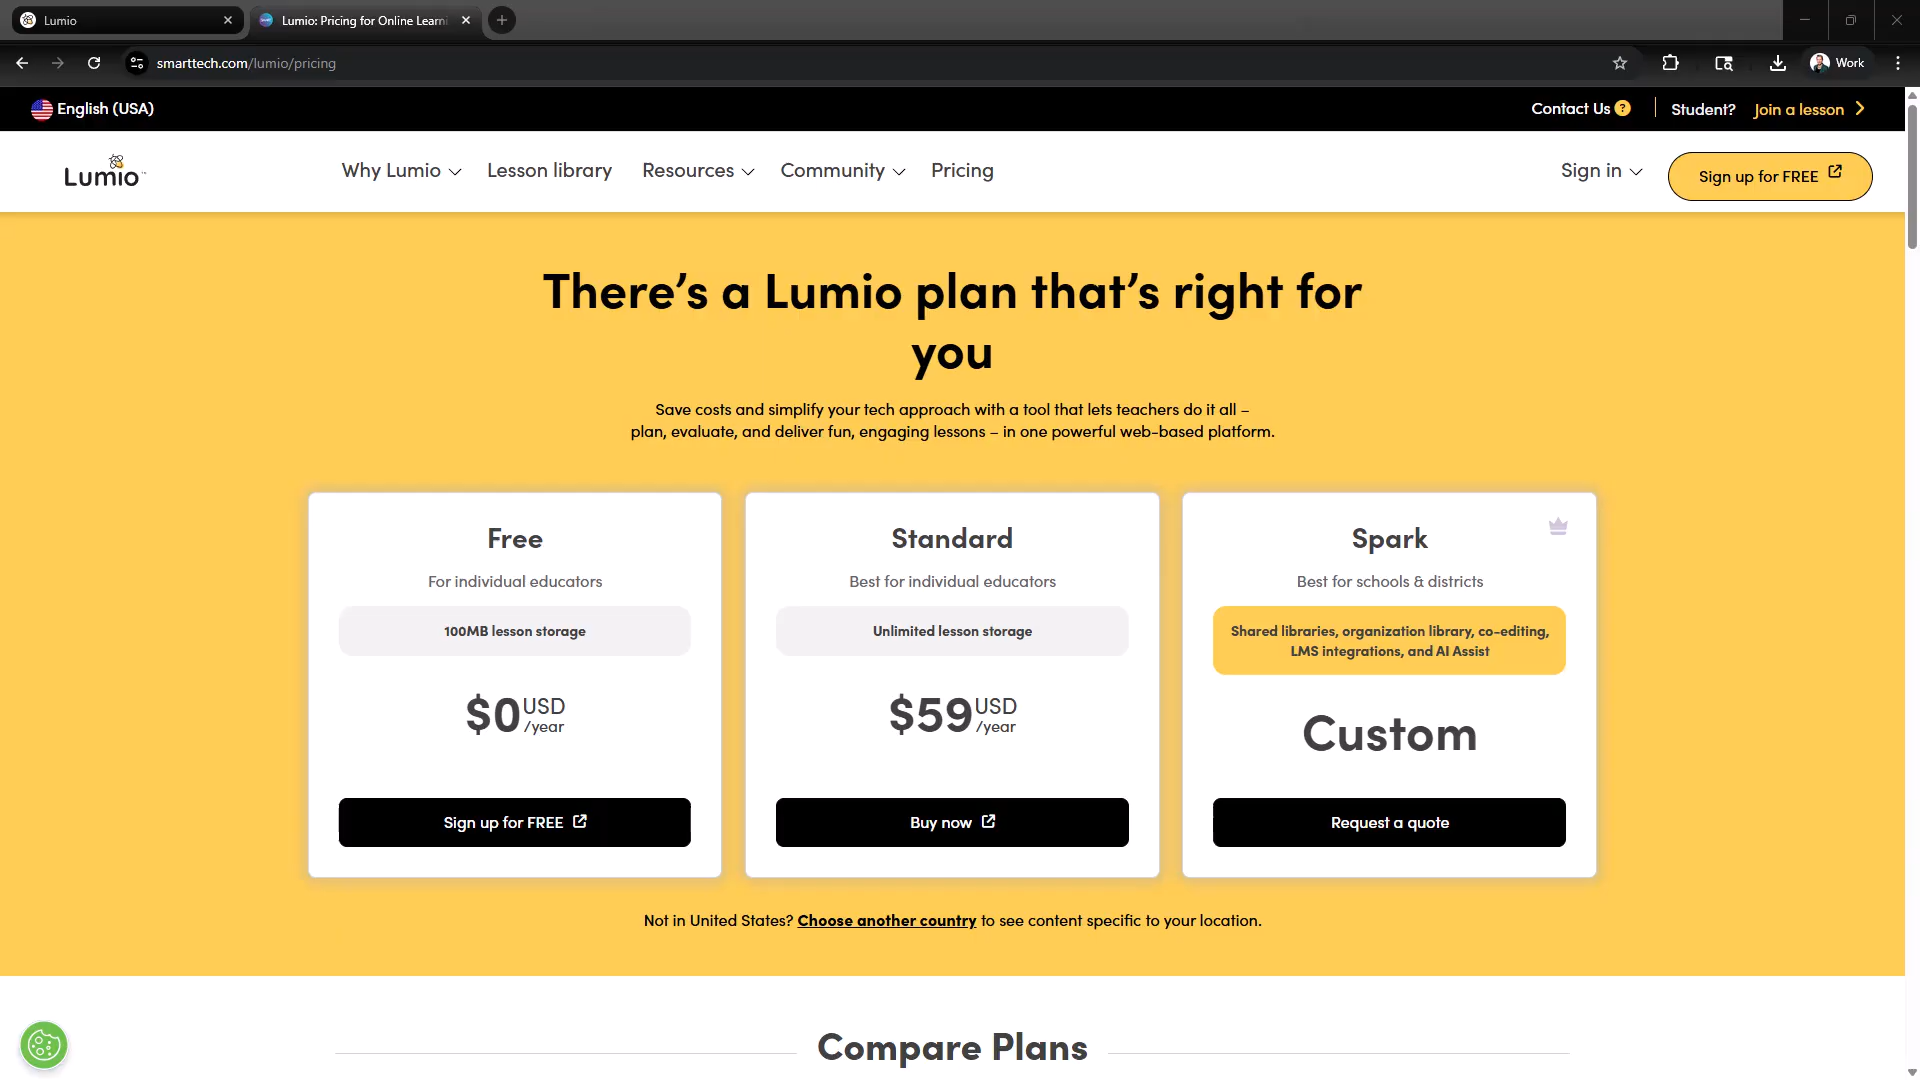 Lumio
Lumio: Pricing for Online Learni
smarttech.com/lumio/pricing
Work
English (USA)
Contact Us ?
Student?
Join a lesson
Lumio
Why Lumio
Lesson library
Resources
Community
Pricing
Sign in
Sign up for FREE
There’s a Lumio plan that’s right for
you
Save costs and simplify your tech approach with a tool that lets teachers do it all –
plan, evaluate, and deliver fun, engaging lessons – in one powerful web-based platform.
Free
For individual educators
100MB lesson storage
$0 USD
/year
Sign up for FREE
Standard
Best for individual educators
Unlimited lesson storage
$59 USD
/year
Buy now
Spark
Best for schools & districts
Shared libraries, organization library, co-editing,
LMS integrations, and AI Assist
Custom
Request a quote
Not in United States? Choose another country to see content specific to your location.
Compare Plans